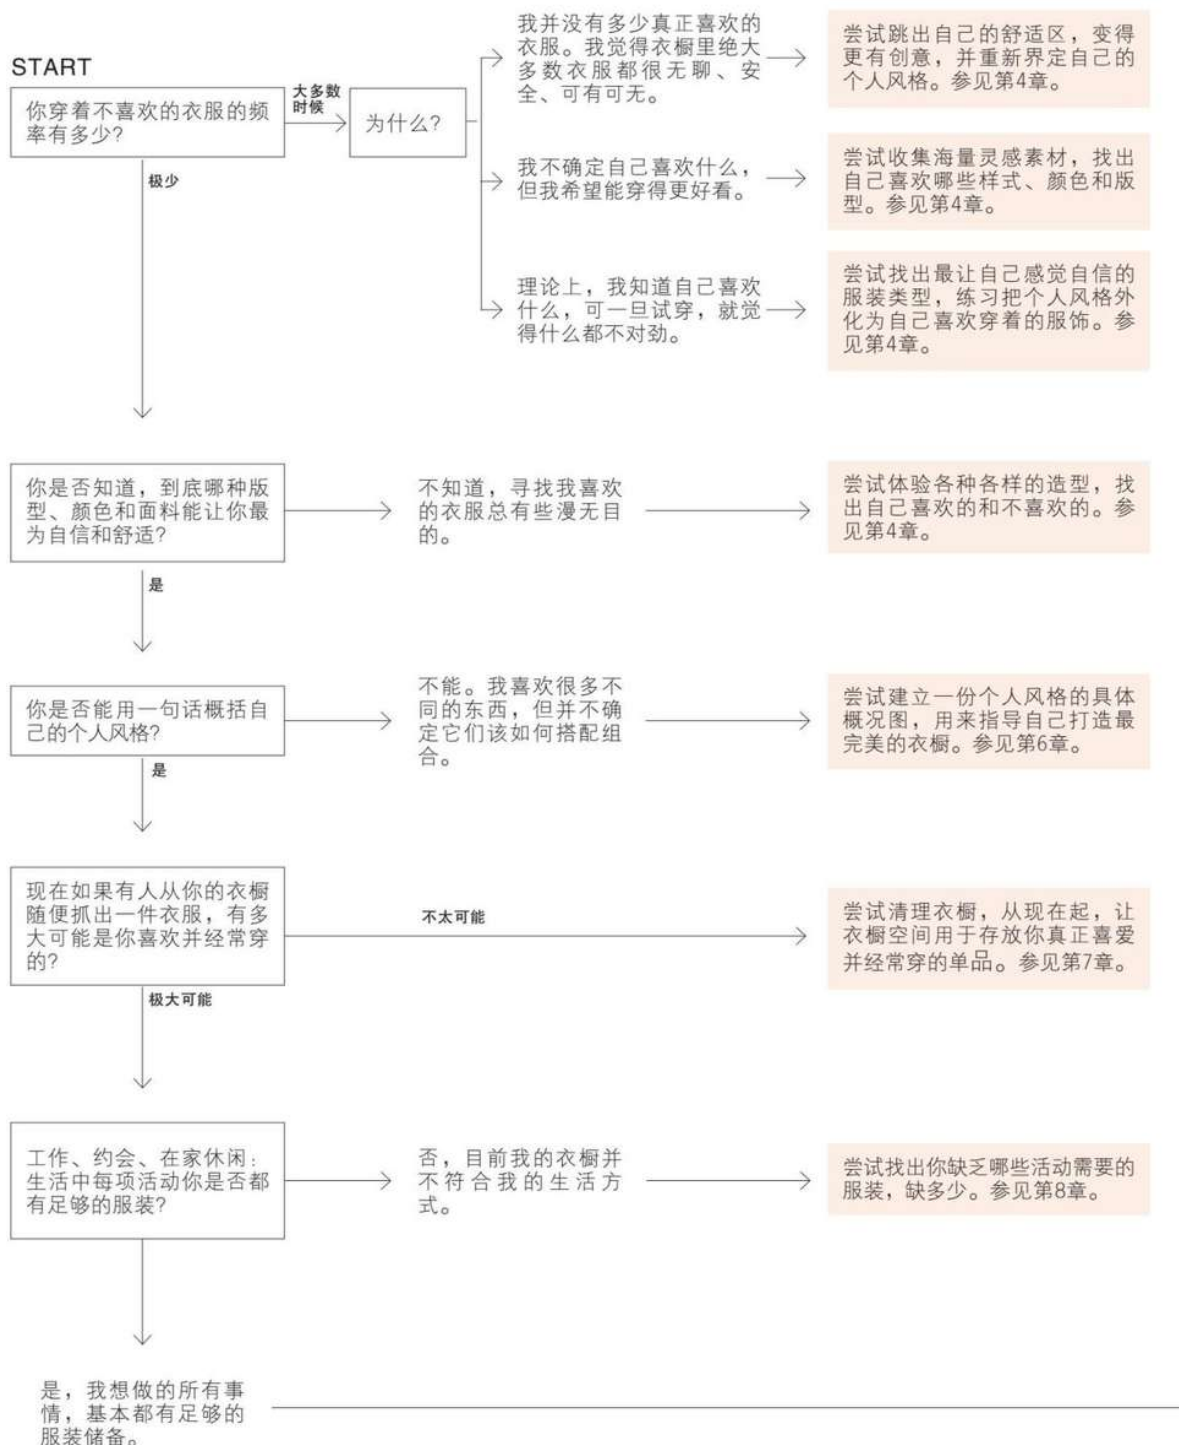 START
你穿着不喜欢的衣服的频
率有多少?
大多数
时候
为什么?
我并没有多少真正喜欢的
衣服。我觉得衣橱里绝大
多数衣服都很无聊、安
全、可有可无。
尝试跳出自己的舒适区，变得
更有创意，并重新界定自己的
个人风格。参见第4章。
我不确定自己喜欢什么，
但我希望能穿得更好看。
尝试收集海量灵感素材，找出
自己喜欢哪些样式、颜色和版
型。参见第4章。
理论上，我知道自己喜欢
什么，可一旦试穿，就觉
得什么都不对劲。
尝试找出最让自己感觉自信的
服装类型，练习把个人风格外
化为自己喜欢穿着的服饰。参
见第4章。
极少
你是否知道，到底哪种版
型、颜色和面料能让你最
为自信和舒适?
不知道，寻找我喜欢
的衣服总有些漫无目
的。
尝试体验各种各样的造型，找
出自己喜欢的和不喜欢的。参
见第4章。
是
你是否能用一句话概括自
己的个人风格?
不能。我喜欢很多不
同的东西，但并不确
定它们该如何搭配组
合。
尝试建立一份个人风格的具体
概况图，用来指导自己打造最
完美的衣橱。参见第6章。
是
现在如果有人从你的衣橱
随便抓出一件衣服，有多
大可能是你喜欢并经常穿
的?
不太可能
尝试清理衣橱，从现在起，让
衣橱空间用于存放你真正喜爱
并经常穿的单品。参见第7章。
极大可能
工作、约会、在家休闲：
生活中每项活动你是否都
有足够的服装?
否，目前我的衣橱并
不符合我的生活方
式。
尝试找出你缺乏哪些活动需要的
服装，缺多少。参见第8章。
是，我想做的所有事
情，基本都有足够的
服装储备。